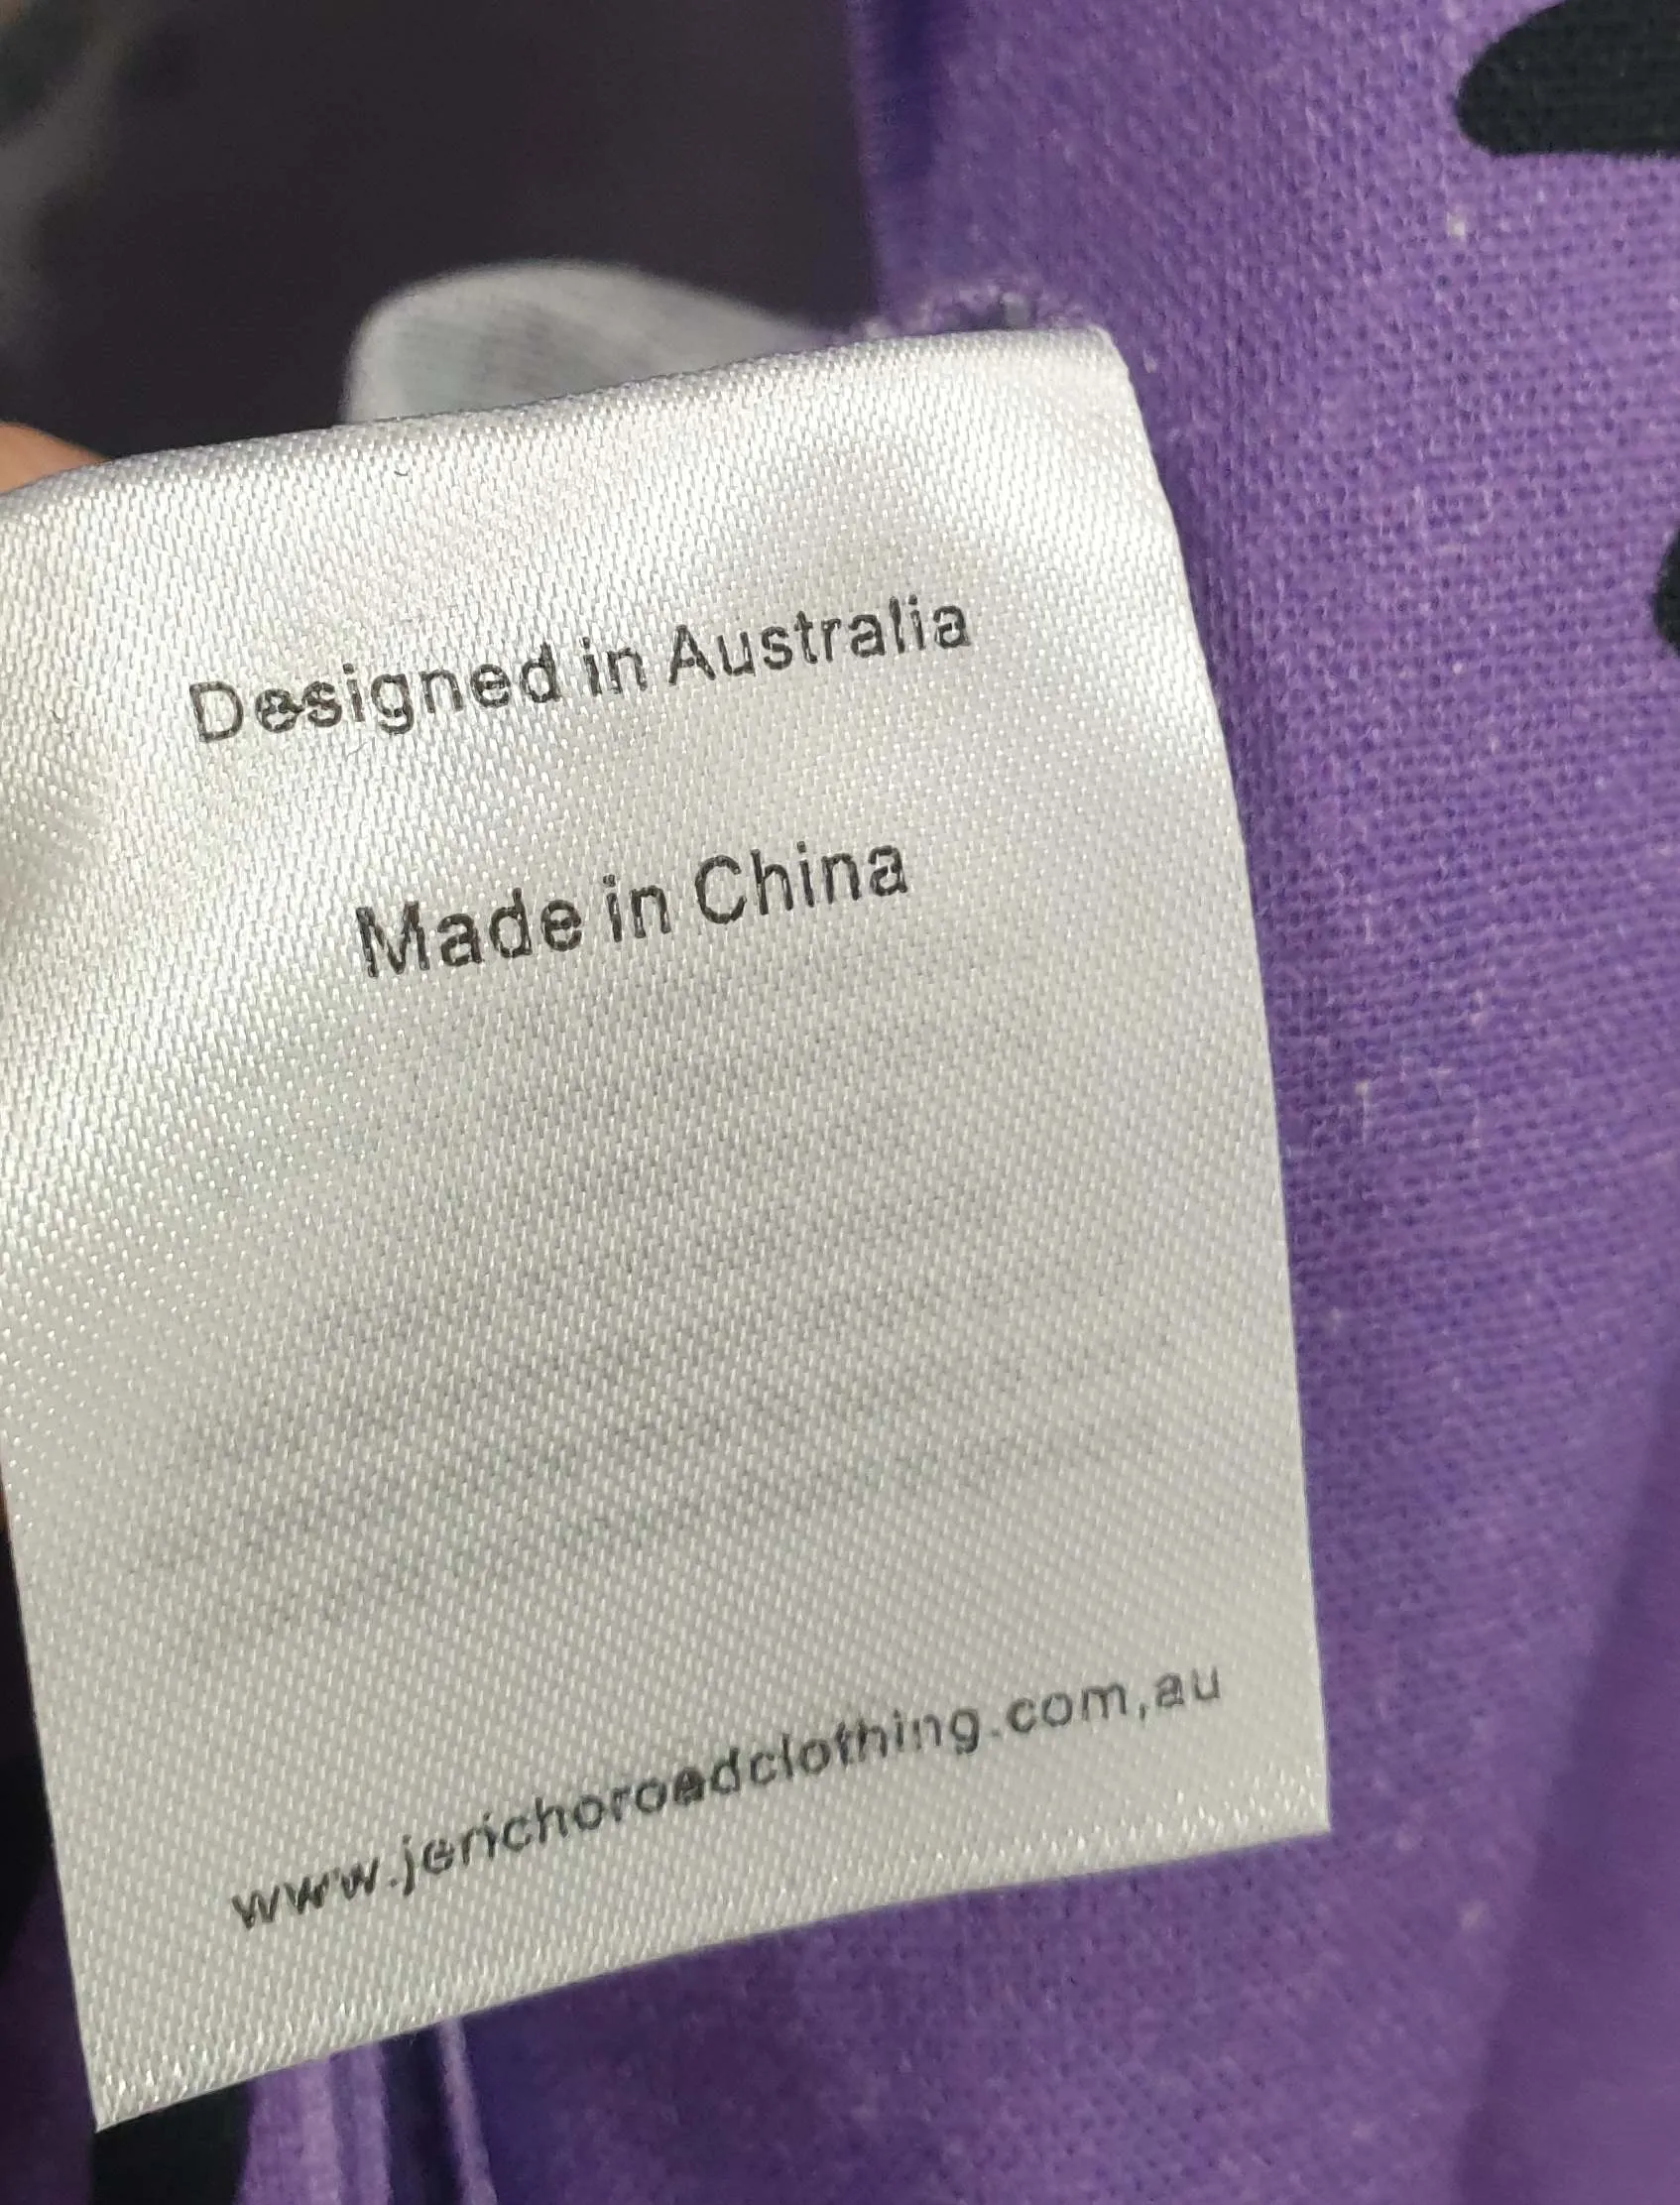 Designed in Australia
Made in China
www.jerichoroadclothing.com,au